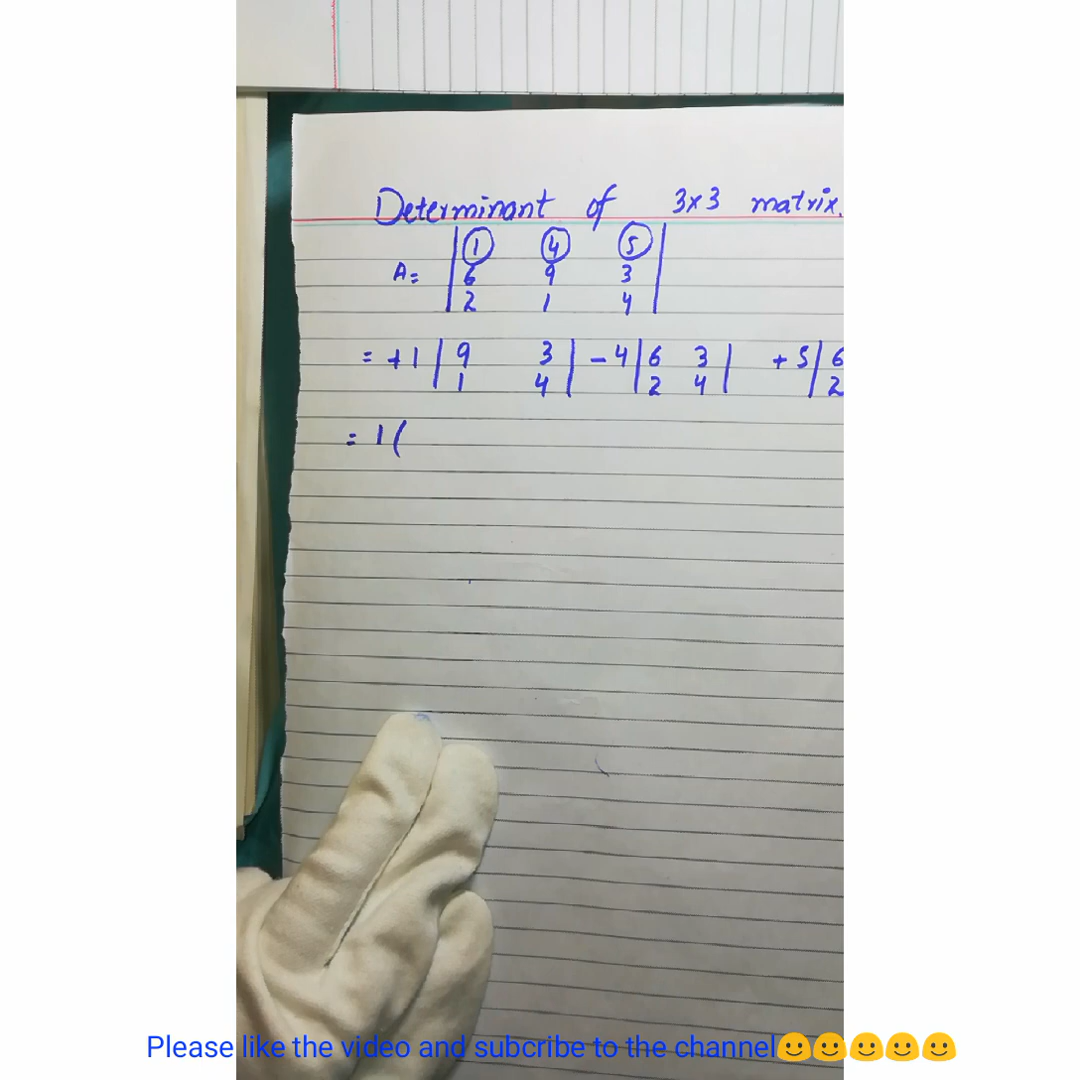 Determinant of 3x3 matrix.
| 1 4 5 |
A= | 6 9 3 |
| 2 1 4 |
= +1 | 9 3 | - 4 | 6 3 | + 5 | 6
| 1 4 | | 2 4 | | 2
= 1 (
Please like the video and subcribe to the channel🙂🙂🙂🙂🙂